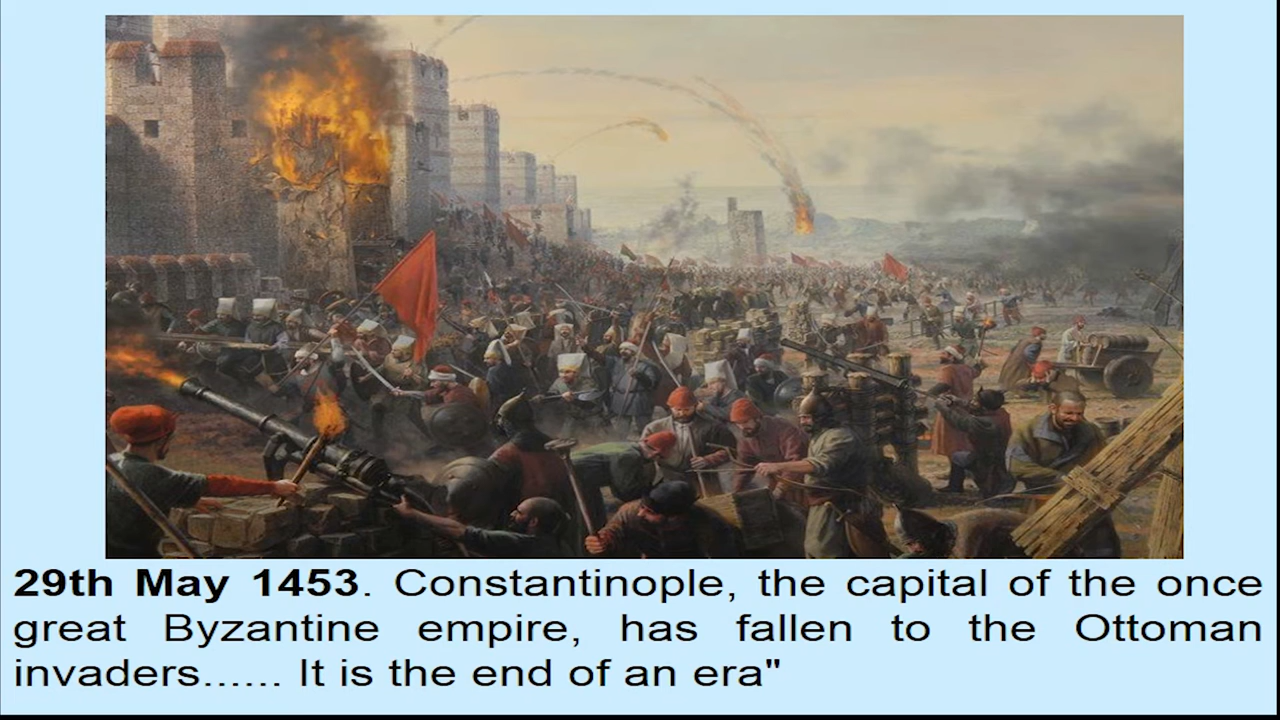 29th May 1453. Constantinople, the capital of the once
great Byzantine empire, has fallen to the Ottoman
invaders...... It is the end of an era"